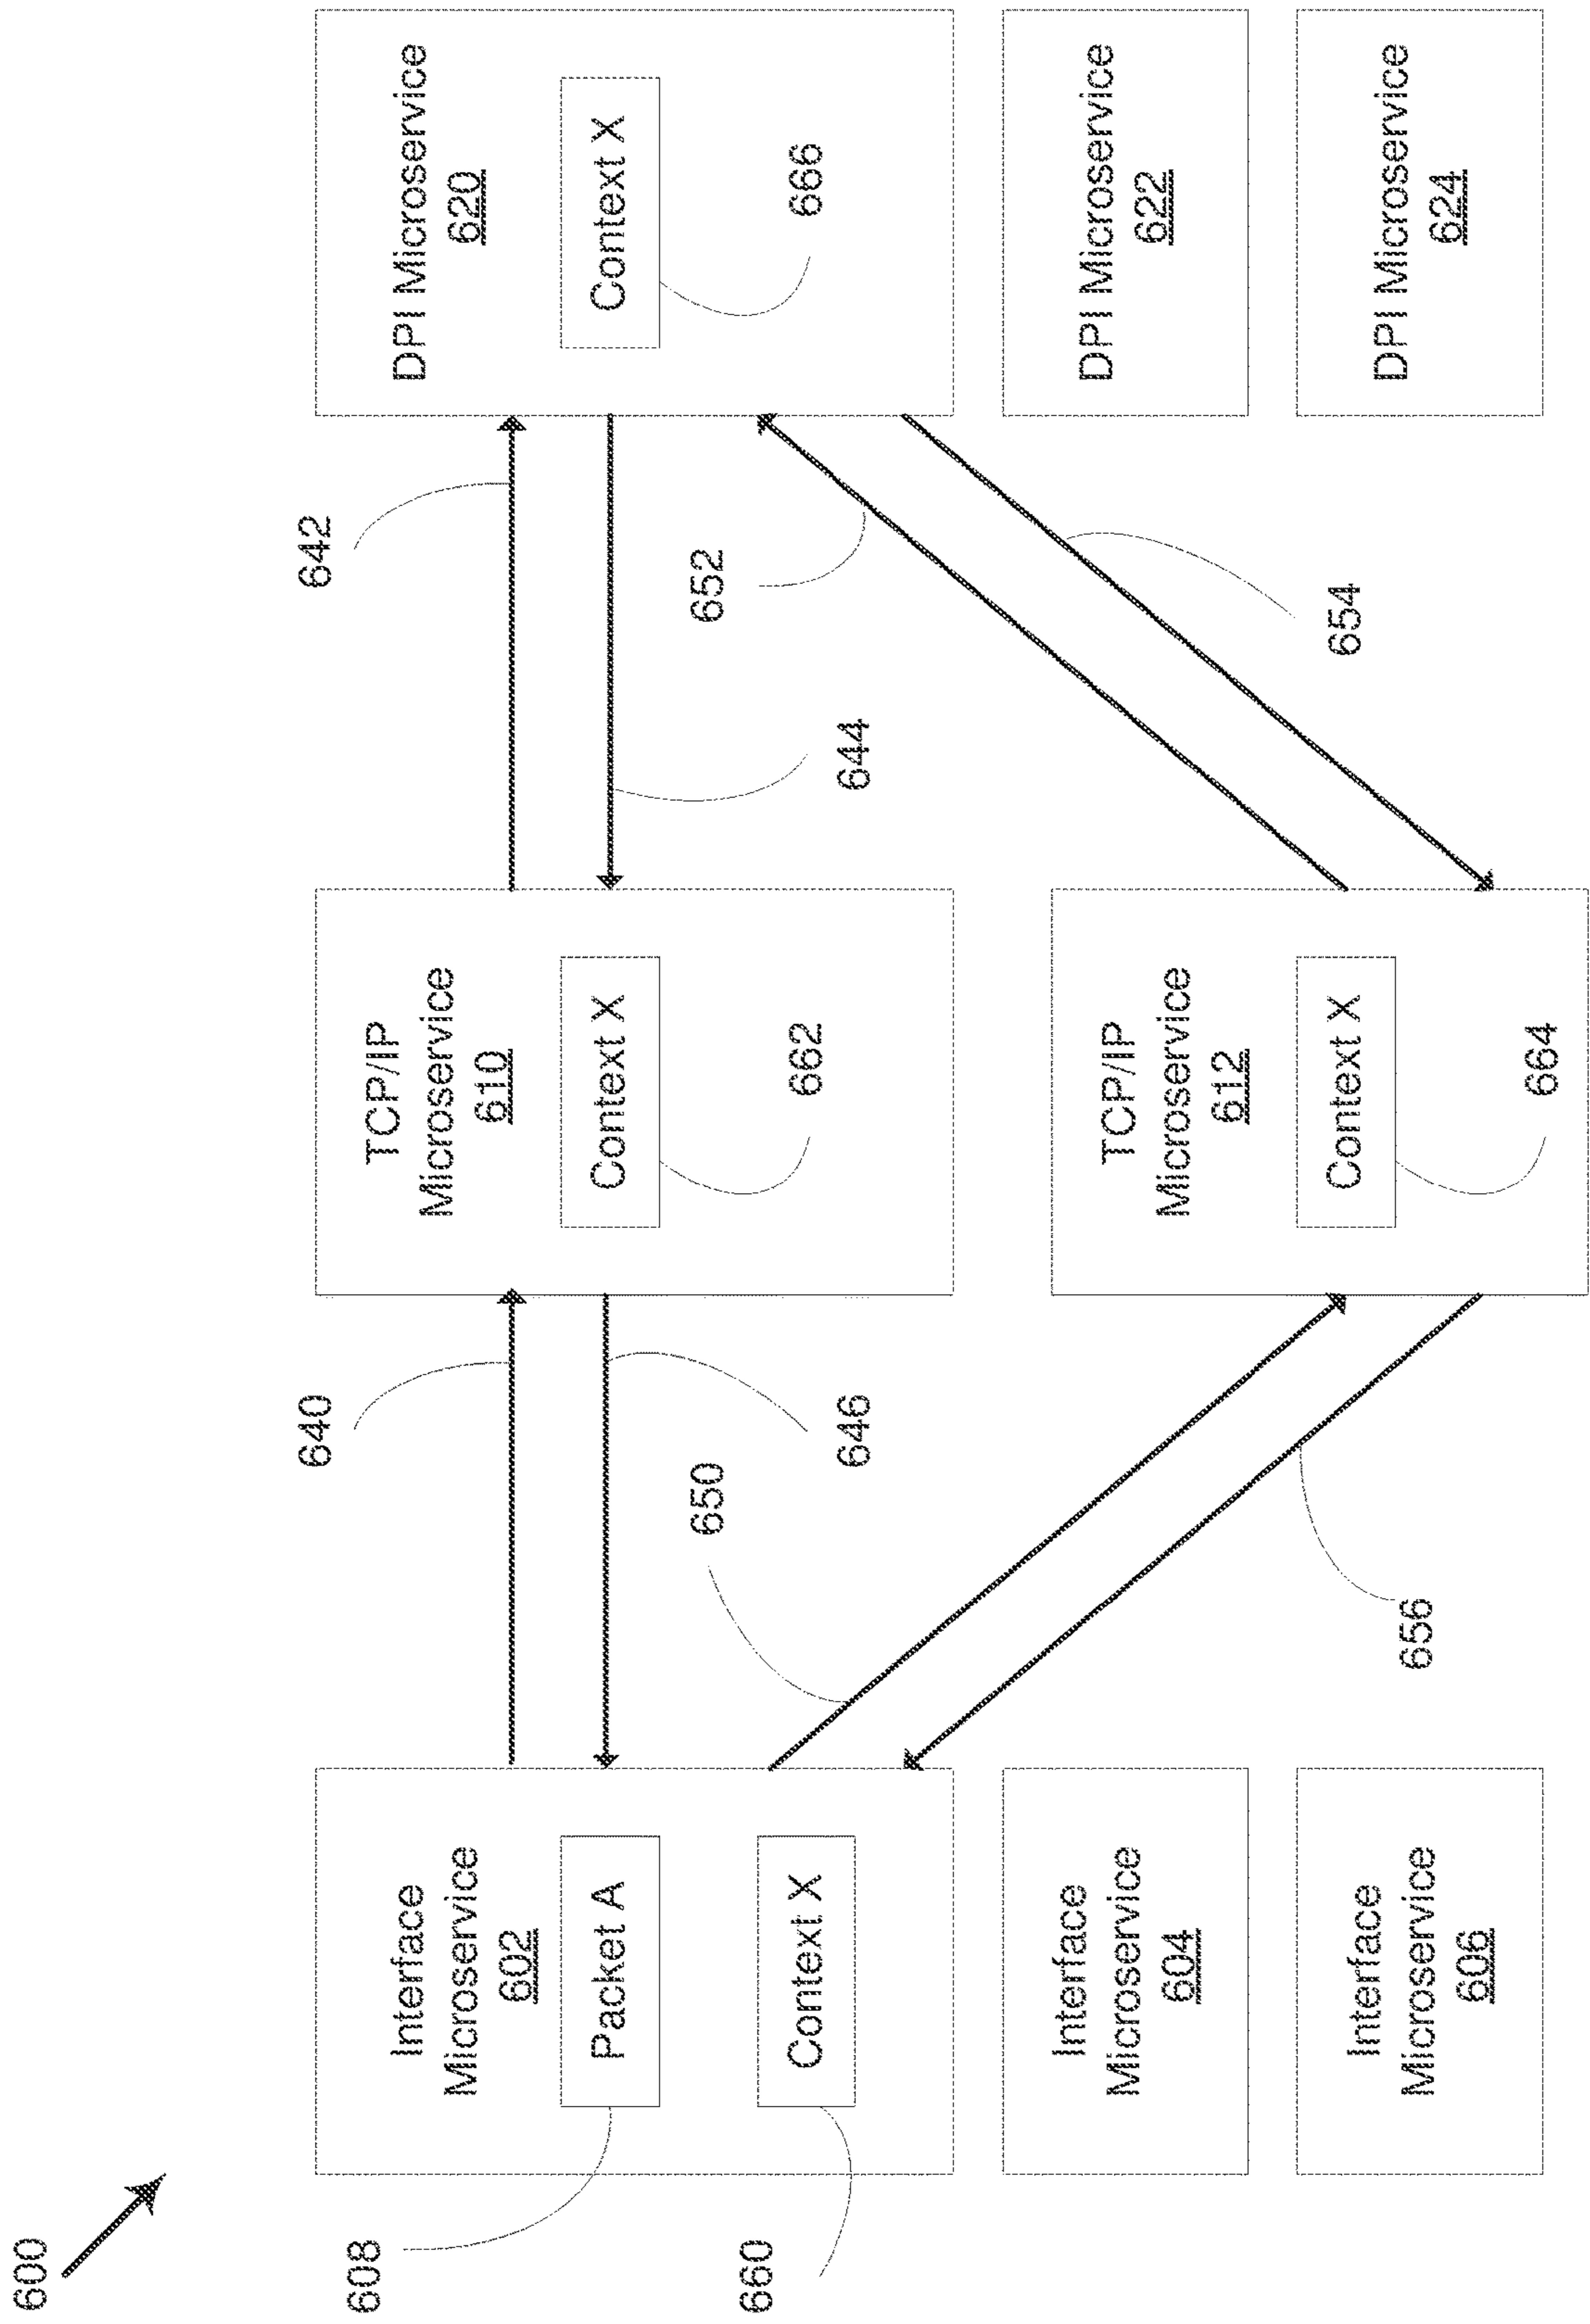 600
Interface
Microservice
602
Packet A
Context X
608
660
Interface
Microservice
604
Interface
Microservice
606
640
646
650
656
TCP/IP
Microservice
610
Context X
662
TCP/IP
Microservice
612
Context X
664
642
644
652
654
DPI Microservice
620
Context X
666
DPI Microservice
622
DPI Microservice
624